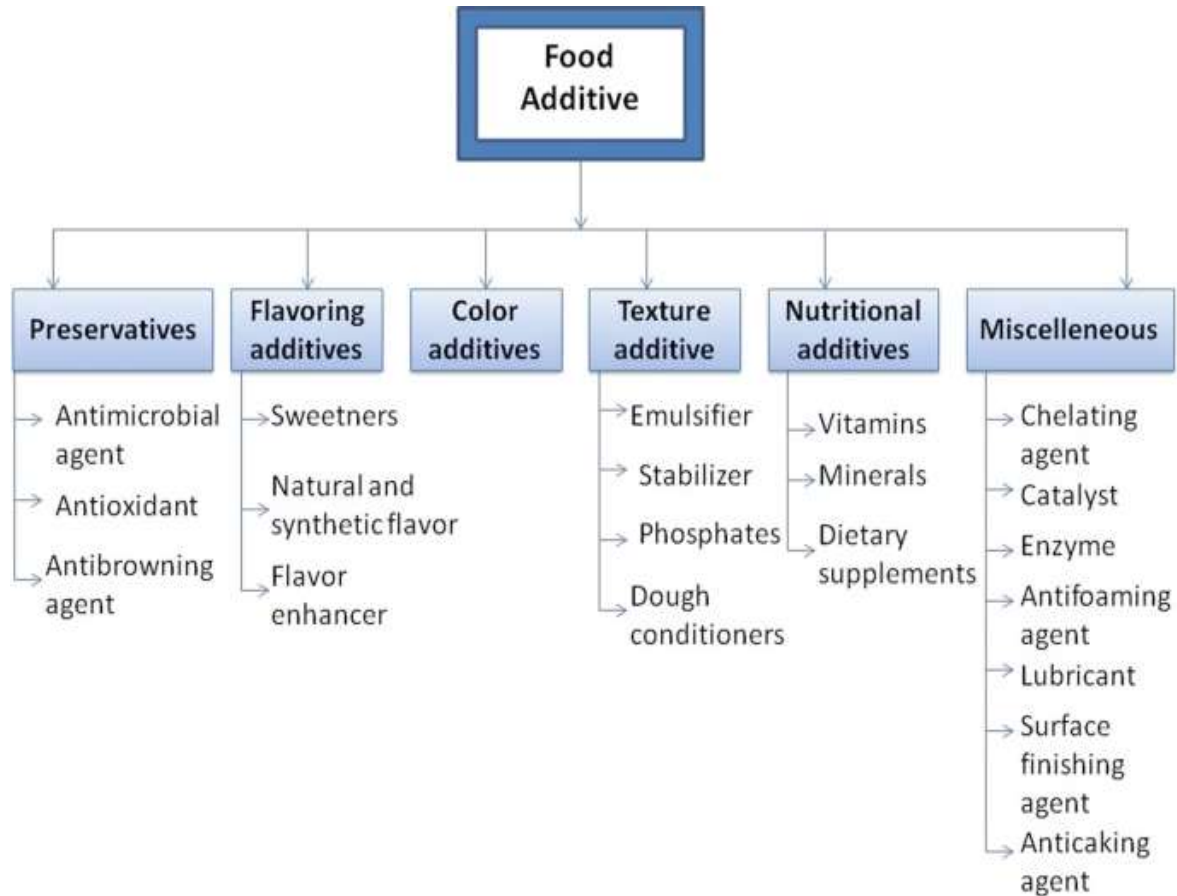 Food
Additive
Preservatives
Flavoring
additives
Color
additives
Texture
additive
Nutritional
additives
Miscelleneous
Antimicrobial
agent
Antioxidant
Antibrowning
agent
Sweetners
Natural and
synthetic flavor
Flavor
enhancer
Emulsifier
Stabilizer
Phosphates
Dough
conditioners
Vitamins
Minerals
Dietary
supplements
Chelating
agent
Catalyst
Enzyme
Antifoaming
agent
Lubricant
Surface
finishing
agent
Anticaking
agent